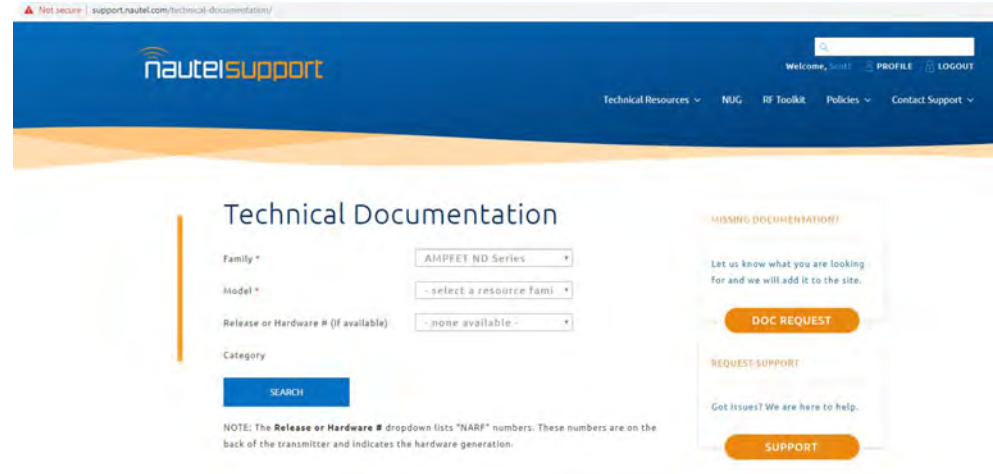 Not secure | support.nautel.com/technical-documentation/
nautelsupport
Welcome, Scott PROFILE LOGOUT
Technical Resources NUG RF Toolkit Policies Contact Support
Technical Documentation
Family *
AMPFET ND Series
Model *
- select a resource fami
Release or Hardware # (if available)
- none available -
Category
SEARCH
NOTE: The Release or Hardware # dropdown lists "NARF" numbers. These numbers are on the
back of the transmitter and indicates the hardware generation.
MISSING DOCUMENTATION?
Let us know what you are looking
for and we will add it to the site.
DOC REQUEST
REQUEST SUPPORT
Got issues? We are here to help.
SUPPORT